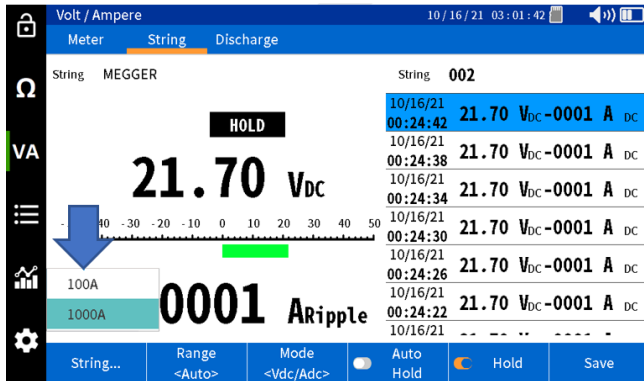 Volt / Ampere
10 / 16 / 21 03 : 01 : 42
Meter String Discharge
String MEGGER
String 002
Ω
VA
HOLD
21.70 VDC
-40 -30 -20 -10 0 10 20 30 40 50
100A
1000A
0001 ARipple
10/16/21
00:24:42 21.70 VDC -0001 A DC
10/16/21
00:24:38 21.70 VDC -0001 A DC
10/16/21
00:24:34 21.70 VDC -0001 A DC
10/16/21
00:24:30 21.70 VDC -0001 A DC
10/16/21
00:24:26 21.70 VDC -0001 A DC
10/16/21
00:24:22 21.70 VDC -0001 A DC
10/16/21
String...
Range
<Auto>
Mode
<Vdc/Adc>
Auto
Hold
Hold
Save